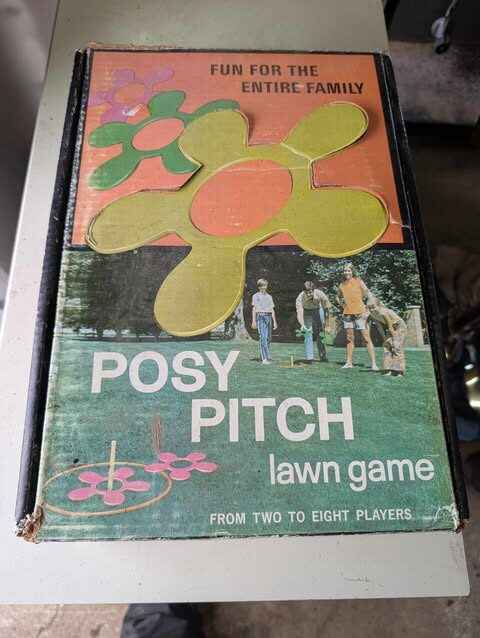 FUN FOR THE
ENTIRE FAMILY
POSY
PITCH
lawn game
FROM TWO TO EIGHT PLAYERS